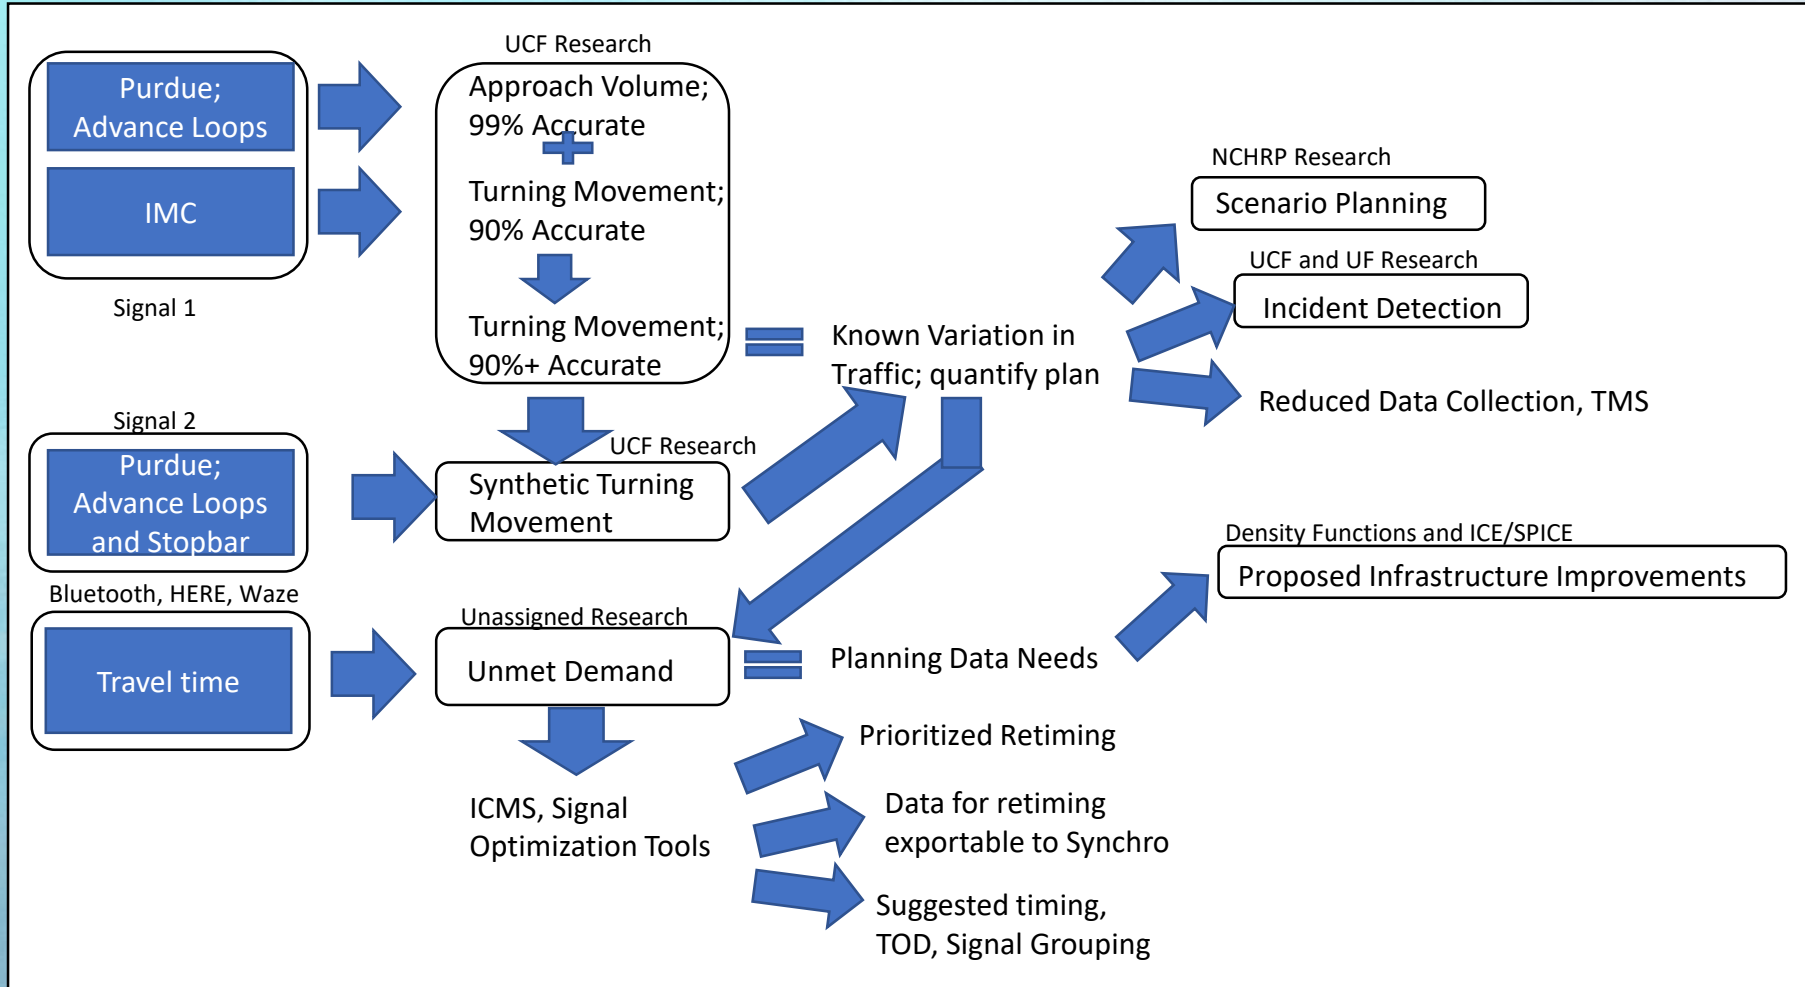 UCF Research
Purdue;
Advance Loops
IMC
Signal 1
Approach Volume;
99% Accurate
Turning Movement;
90% Accurate
Turning Movement;
90%+ Accurate
Known Variation in
Traffic; quantify plan
NCHRP Research
Scenario Planning
UCF and UF Research
Incident Detection
Reduced Data Collection, TMS
Signal 2
Purdue;
Advance Loops
and Stopbar
UCF Research
Synthetic Turning
Movement
Density Functions and ICE/SPICE
Proposed Infrastructure Improvements
Bluetooth, HERE, Waze
Travel time
Unassigned Research
Unmet Demand
Planning Data Needs
ICMS, Signal
Optimization Tools
Prioritized Retiming
Data for retiming
exportable to Synchro
Suggested timing,
TOD, Signal Grouping